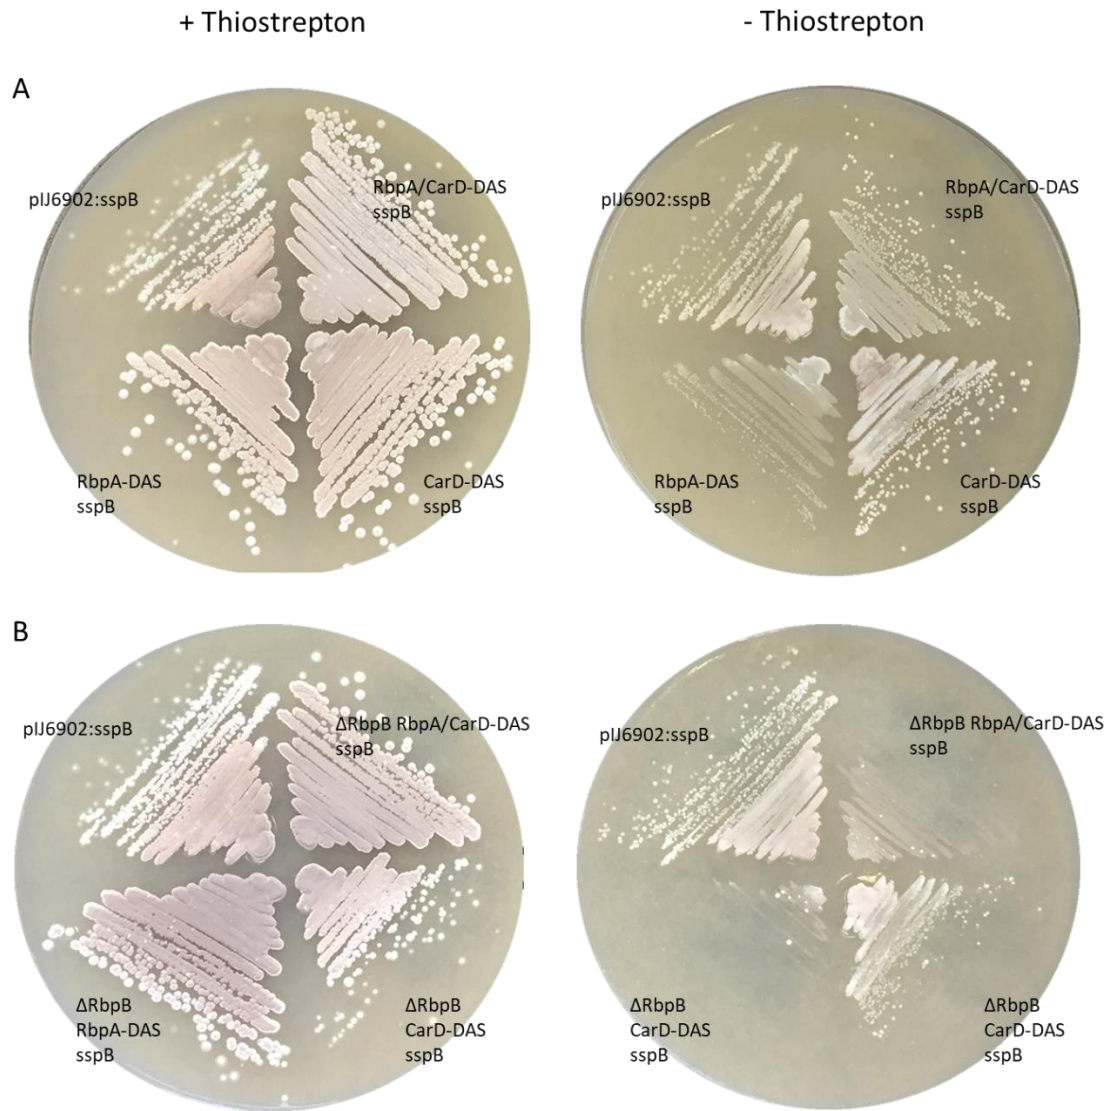 + Thiostrepton
- Thiostrepton
A
pIJ6902:sspB
RbpA/CarD-DAS
sspB
RbpA-DAS
sspB
CarD-DAS
sspB
pIJ6902:sspB
RbpA/CarD-DAS
sspB
RbpA-DAS
sspB
CarD-DAS
sspB
B
pIJ6902:sspB
ΔRbpB RbpA/CarD-DAS
sspB
ΔRbpB
RbpA-DAS
sspB
ΔRbpB
CarD-DAS
sspB
pIJ6902:sspB
ΔRbpB RbpA/CarD-DAS
sspB
ΔRbpB
CarD-DAS
sspB
ΔRbpB
CarD-DAS
sspB